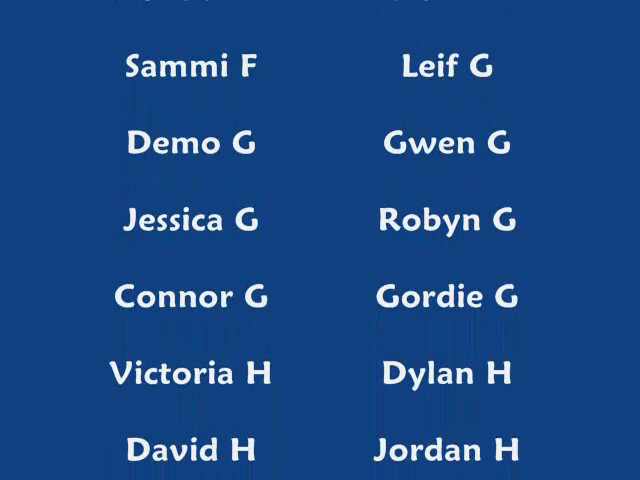 Sammi F Leif G
Demo G Gwen G
Jessica G Robyn G
Connor G Gordie G
Victoria H Dylan H
David H Jordan H